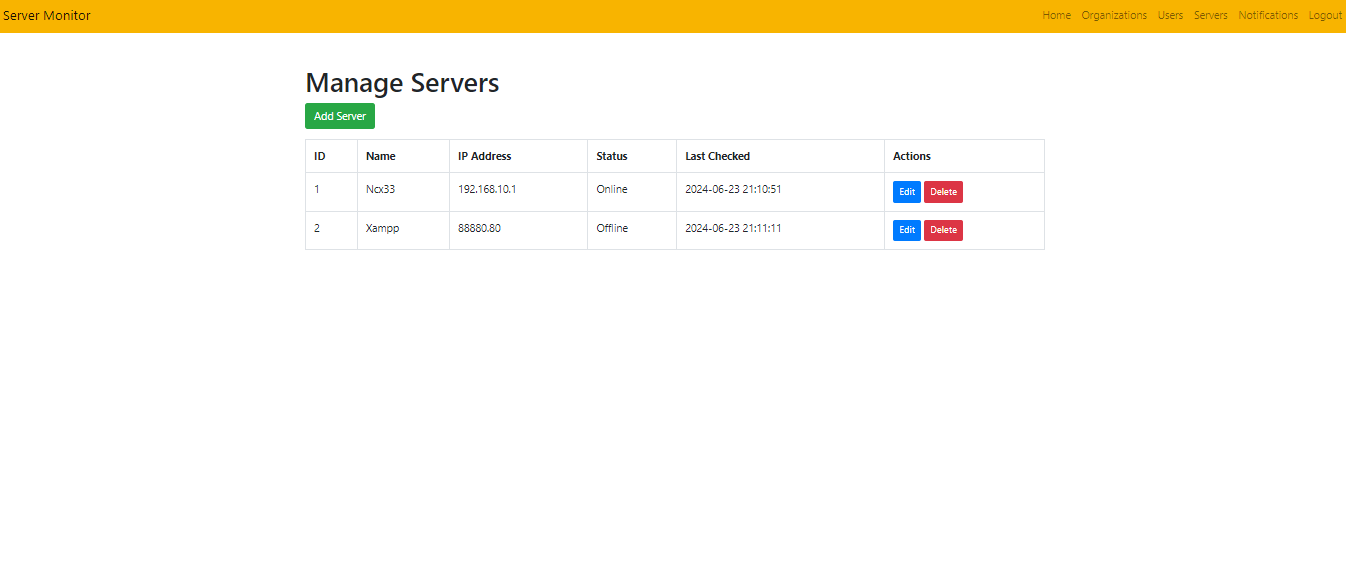 Server Monitor Home Organizations Users Servers Notifications Logout
Manage Servers
Add Server
ID Name IP Address Status Last Checked Actions
1 Ncx33 192.168.10.1 Online 2024-06-23 21:10:51 Edit Delete
2 Xampp 88880.80 Offline 2024-06-23 21:11:11 Edit Delete